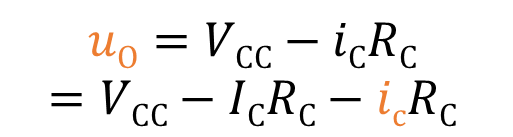 u_O = V_CC − i_C R_C
= V_CC − I_C R_C − i_c R_C